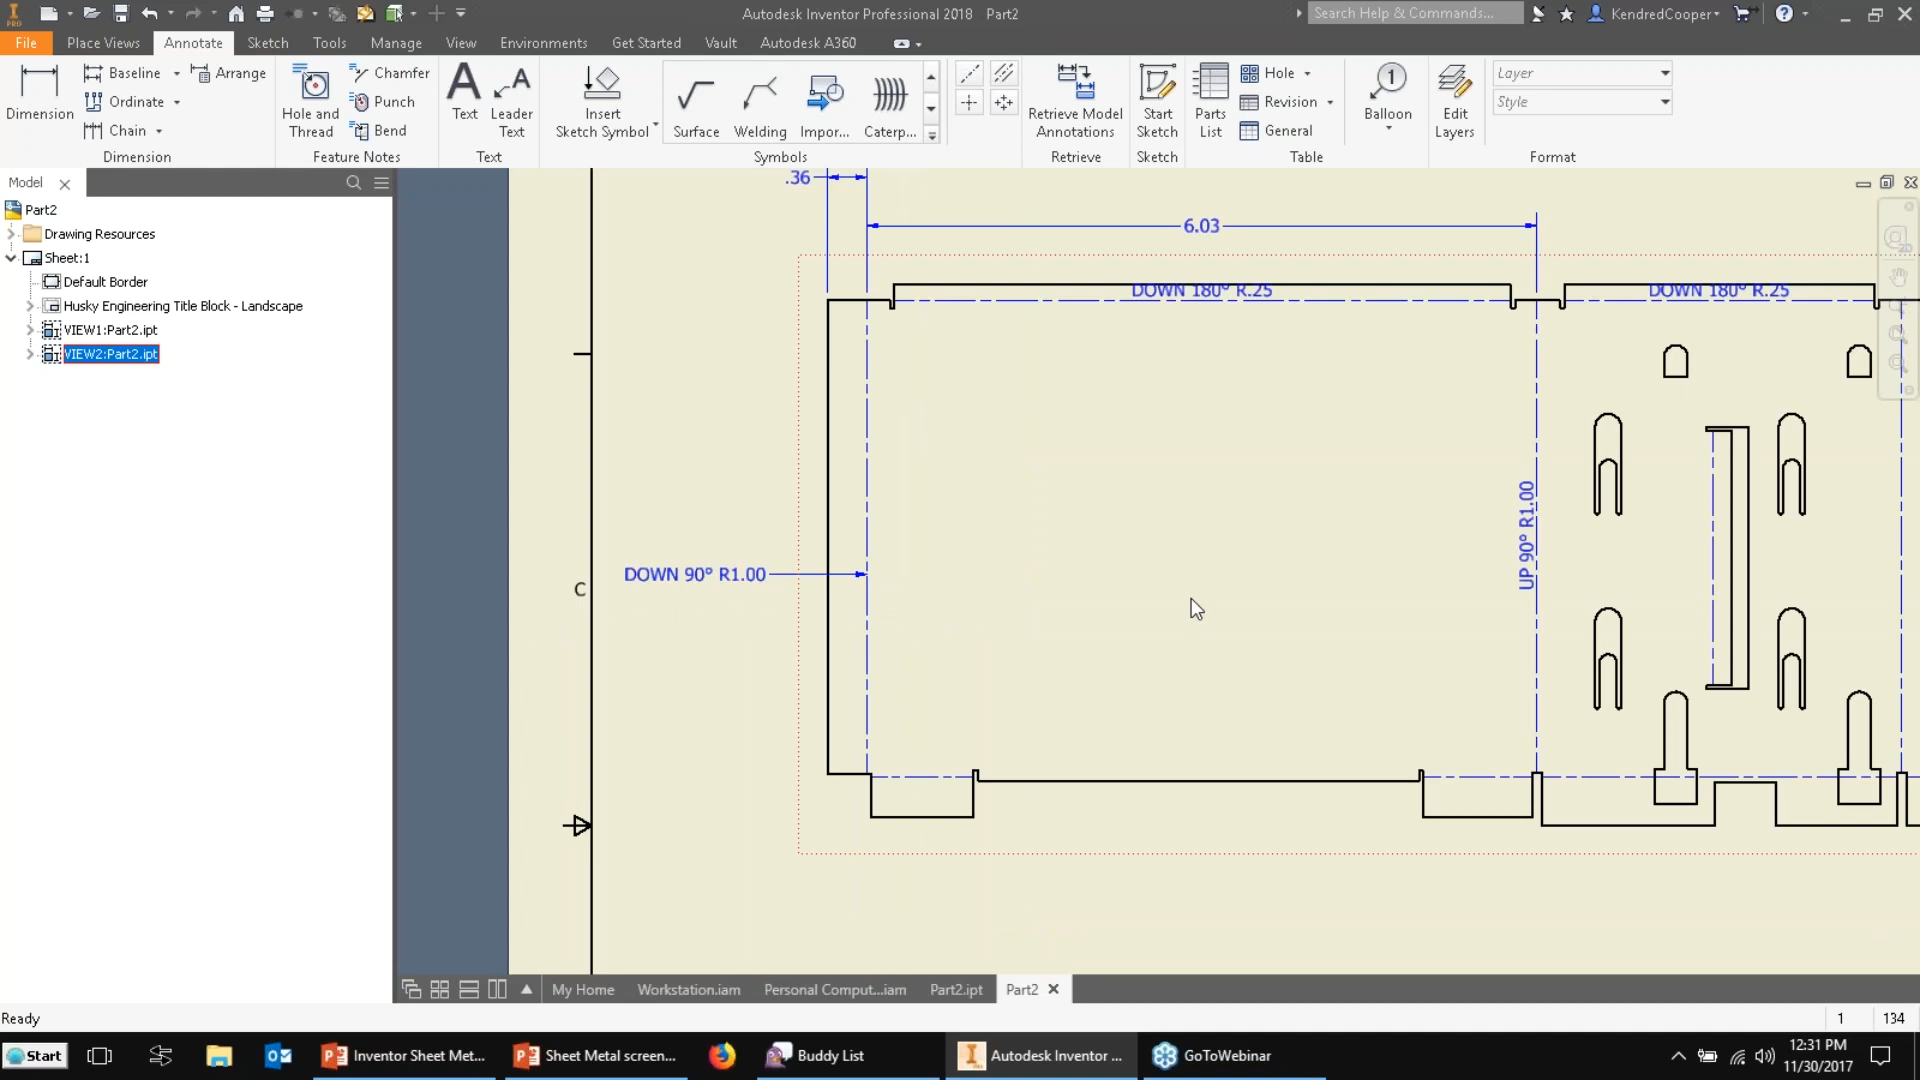 PRO
Autodesk Inventor Professional 2018 Part2
Search Help & Commands...
KendredCooper
File Place Views Annotate Sketch Tools Manage View Environments Get Started Vault Autodesk A360
Dimension
Baseline
Ordinate
Chain
Arrange
Dimension
Hole and
Thread
Chamfer
Punch
Bend
Feature Notes
Text
Leader
Text
Text
Insert
Sketch Symbol
Surface Welding Impor... Caterp...
Symbols
Retrieve Model
Annotations
Retrieve
Start
Sketch
Sketch
Parts
List
Hole
Revision
General
Table
1
Balloon
Edit
Layers
Layer
Style
Format
Model
Part2
Drawing Resources
Sheet:1
Default Border
Husky Engineering Title Block - Landscape
VIEW1:Part2.ipt
VIEW2:Part2.ipt
.36
6.03
DOWN 180° R.25
DOWN 180° R.25
2D
UP 90° R1.00
DOWN 90° R1.00
C
My Home Workstation.iam Personal Comput...iam Part2.ipt Part2
Ready
1 134
Start
Inventor Sheet Met...
Sheet Metal screen...
Buddy List
Autodesk Inventor ...
GoToWebinar
12:31 PM
11/30/2017